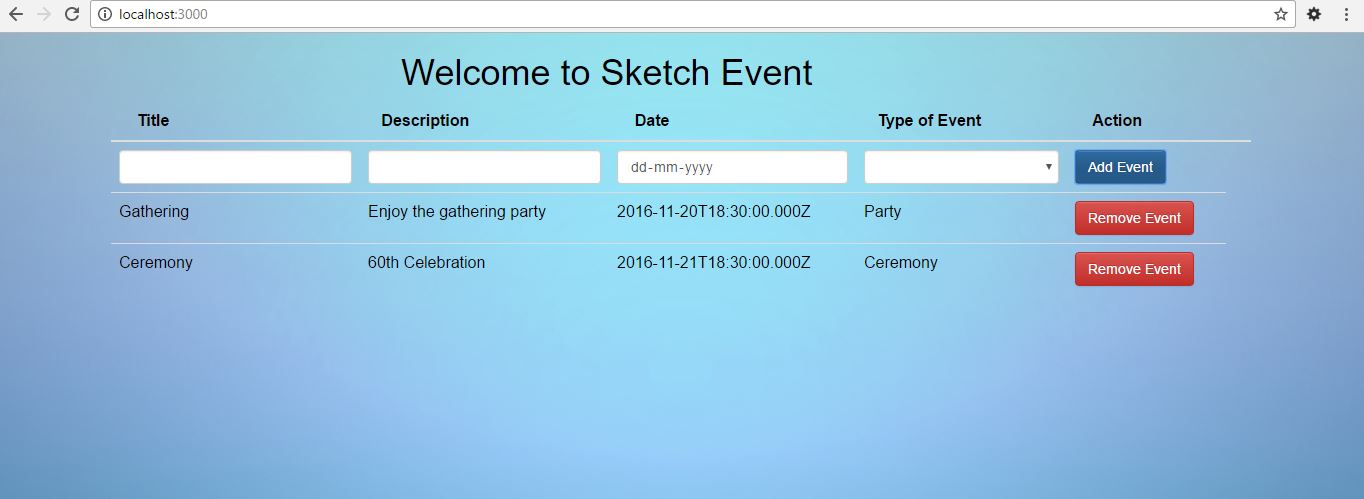 localhost:3000
Welcome to Sketch Event
Title Description Date Type of Event Action
dd-mm-yyyy Add Event
Gathering Enjoy the gathering party 2016-11-20T18:30:00.000Z Party Remove Event
Ceremony 60th Celebration 2016-11-21T18:30:00.000Z Ceremony Remove Event